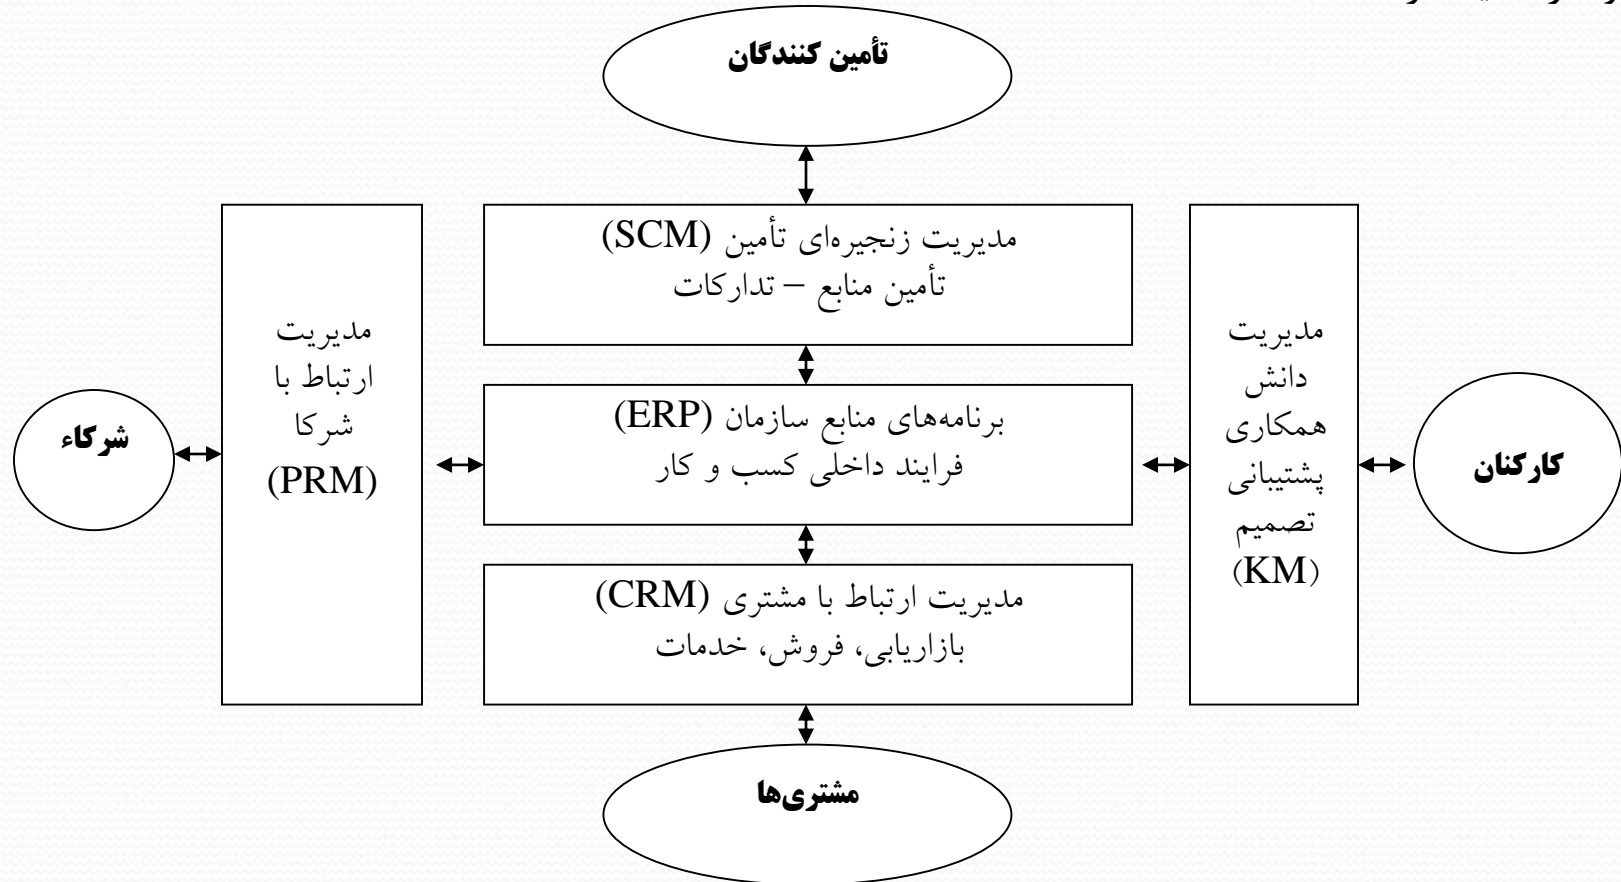 تأمین کنندگان
مدیریت زنجیره‌ای تأمین (SCM)
تأمین منابع – تدارکات
مدیریت
دانش
همکاری
پشتیبانی
تصمیم
(KM)
کارکنان
برنامه‌های منابع سازمان (ERP)
فرایند داخلی کسب و کار
مدیریت
ارتباط با
شرکا
(PRM)
شرکاء
مدیریت ارتباط با مشتری (CRM)
بازاریابی، فروش، خدمات
مشتری‌ها